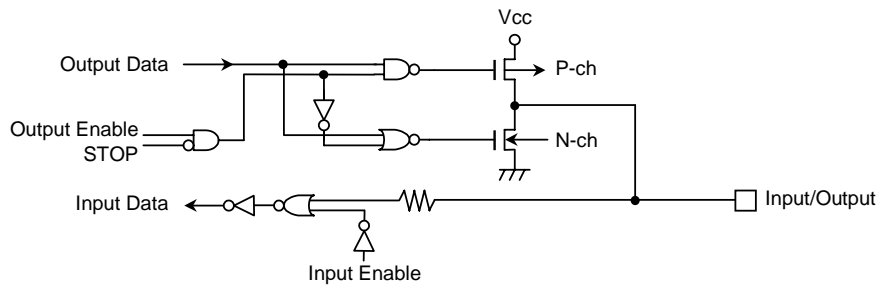 Vcc
Output Data
P-ch
Output Enable
STOP
N-ch
Input Data
Input/Output
Input Enable